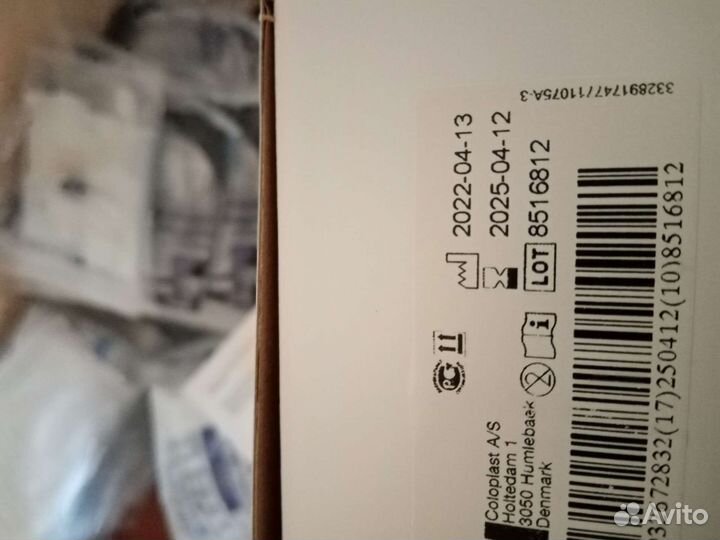 332891747/11075A-3
2022-04-13
2025-04-12
LOT 8516812
Coloplast A/S
Holtedam 1
3050 Humlebaek
Denmark
672832(17)250412(10)8516812
Avito